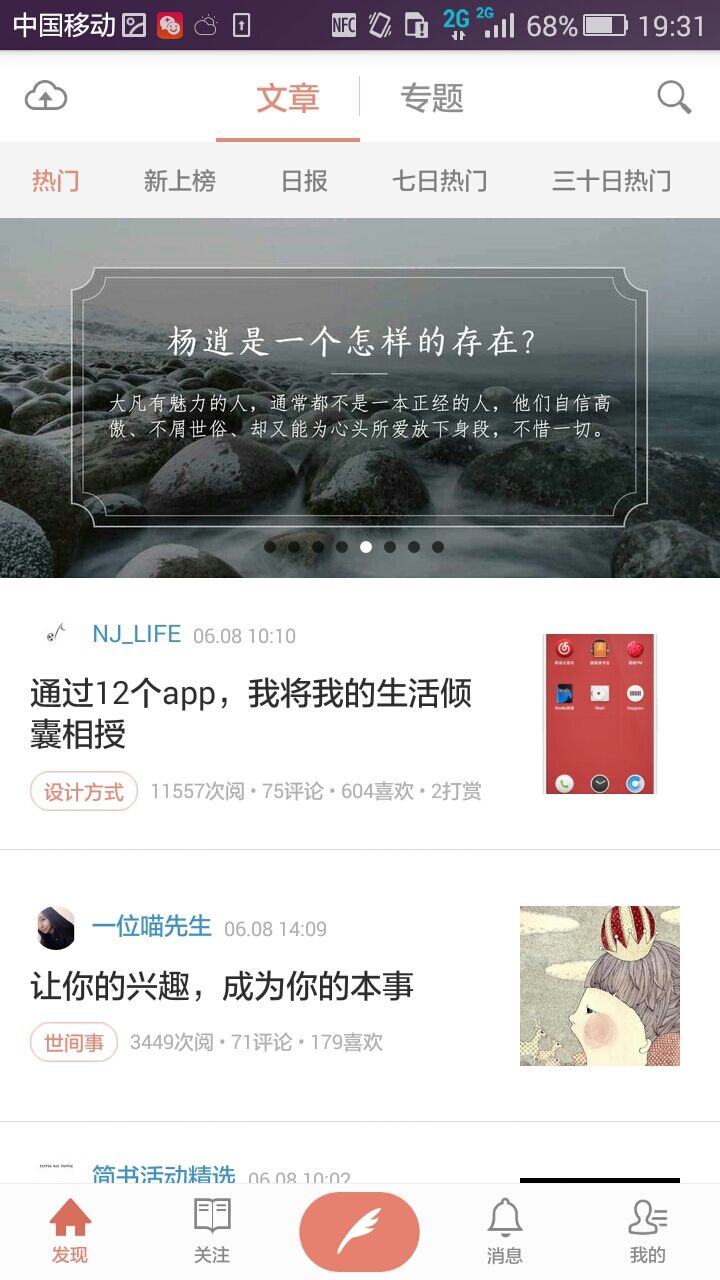 中国移动 NFC 2G 2G 68% 19:31
文章 专题
热门 新上榜 日报 七日热门 三十日热门
杨逍是一个怎样的存在?
大凡有魅力的人，通常都不是一本正经的人，他们自信高
傲、不屑世俗、却又能为心头所爱放下身段，不惜一切。
NJ_LIFE 06.08 10:10
通过12个app，我将我的生活倾
囊相授
设计方式 11557次阅 • 75评论 • 604喜欢 • 2打赏
一位喵先生 06.08 14:09
让你的兴趣，成为你的本事
世间事 3449次阅 • 71评论 • 179喜欢
简书活动精选 06.08 10:02
发现 关注 消息 我的